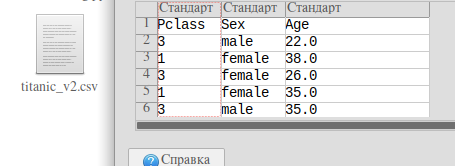 Стандарт Стандарт Стандарт
1 Pclass Sex Age
2 3 male 22.0
3 1 female 38.0
4 3 female 26.0
5 1 female 35.0
6 3 male 35.0
titanic_v2.csv
Справка